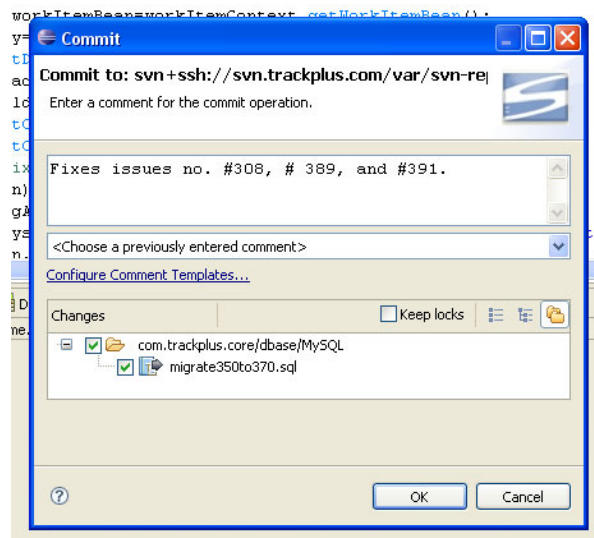 workItemBean=workItemContext.getWorkItemBean();
Commit
Commit to: svn+ssh://svn.trackplus.com/var/svn-rep
Enter a comment for the commit operation.
Fixes issues no. #308, # 389, and #391.
<Choose a previously entered comment>
Configure Comment Templates...
Changes
Keep locks
com.trackplus.core/dbase/MySQL
migrate350to370.sql
OK
Cancel